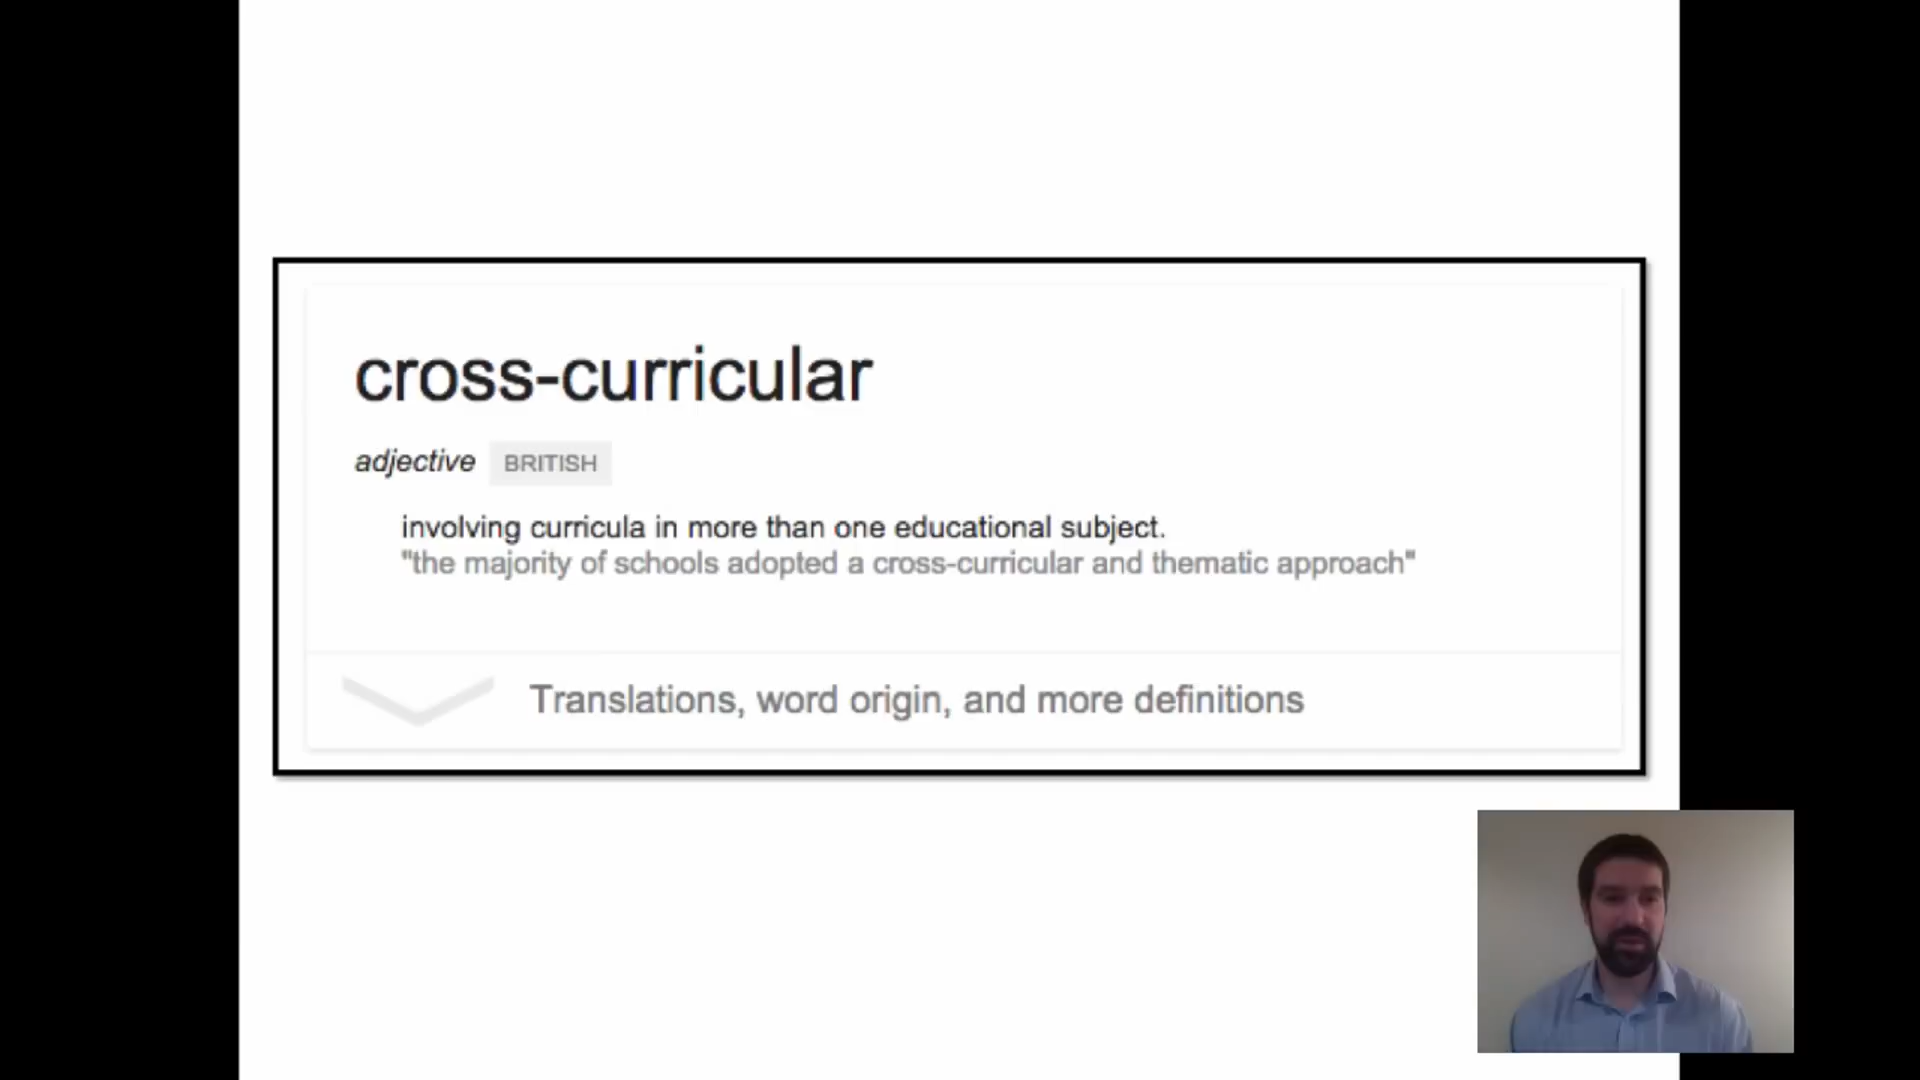 cross-curricular
adjective BRITISH
involving curricula in more than one educational subject.
"the majority of schools adopted a cross-curricular and thematic approach"
Translations, word origin, and more definitions